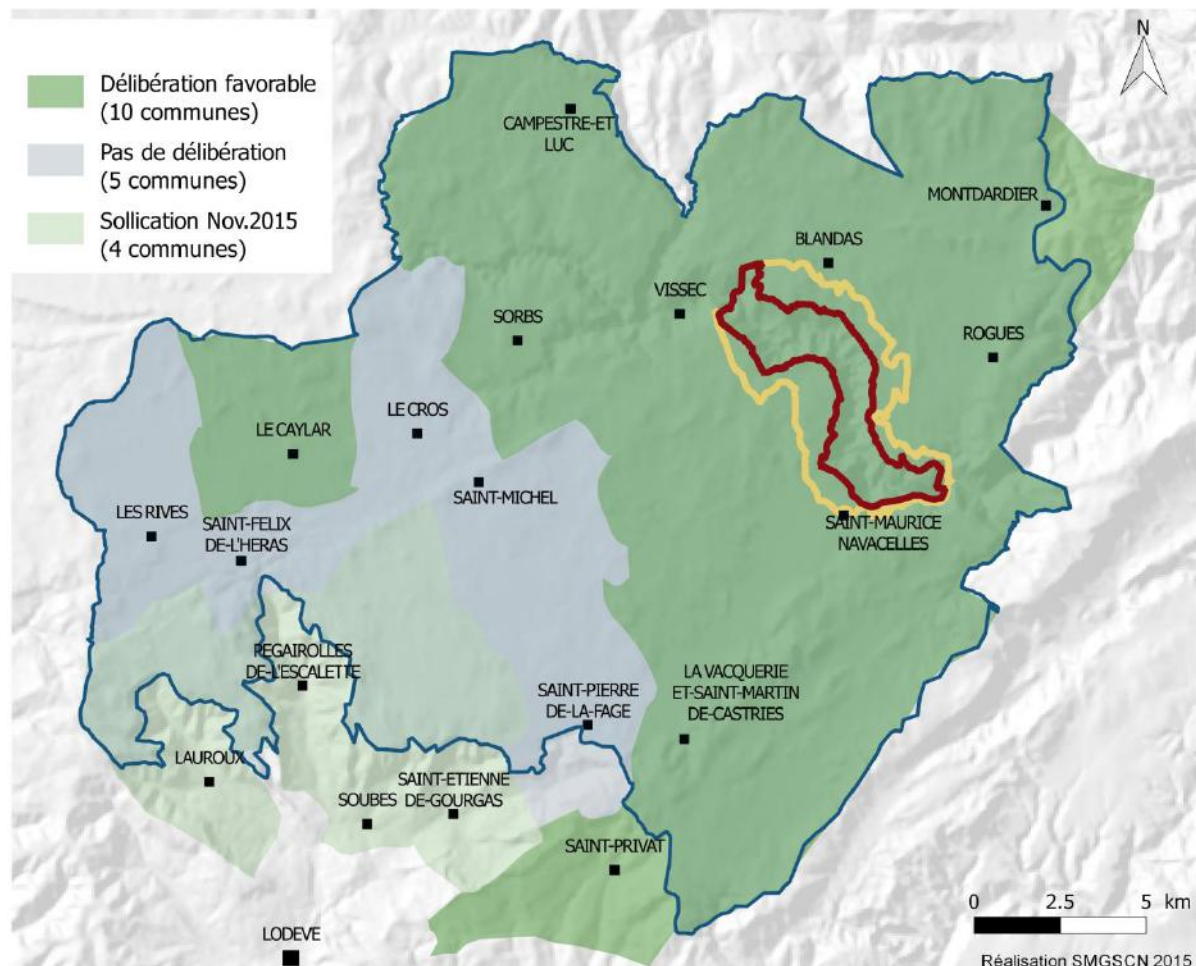 Délibération favorable
(10 communes)
Pas de délibération
(5 communes)
Sollication Nov.2015
(4 communes)
N
CAMPESTRE-ET
LUC
MONTDARDIER
BLANDAS
VISSEC
SORBS
ROGUES
LE CROS
LE CAYLAR
SAINT-MICHEL
LES RIVES
SAINT-FELIX
DE-L'HERAS
SAINT-MAURICE
NAVACELLES
PEGAIROLLES
DE-L'ESCALETTE
LA VACQUERIE
ET-SAINT-MARTIN
DE-CASTRIES
SAINT-PIERRE
DE-LA-FAGE
LAUROUX
SAINT-ETIENNE
DE-GOURGAS
SOUBES
SAINT-PRIVAT
LODEVE
0 2.5 5 km
Réalisation SMGSCN 2015